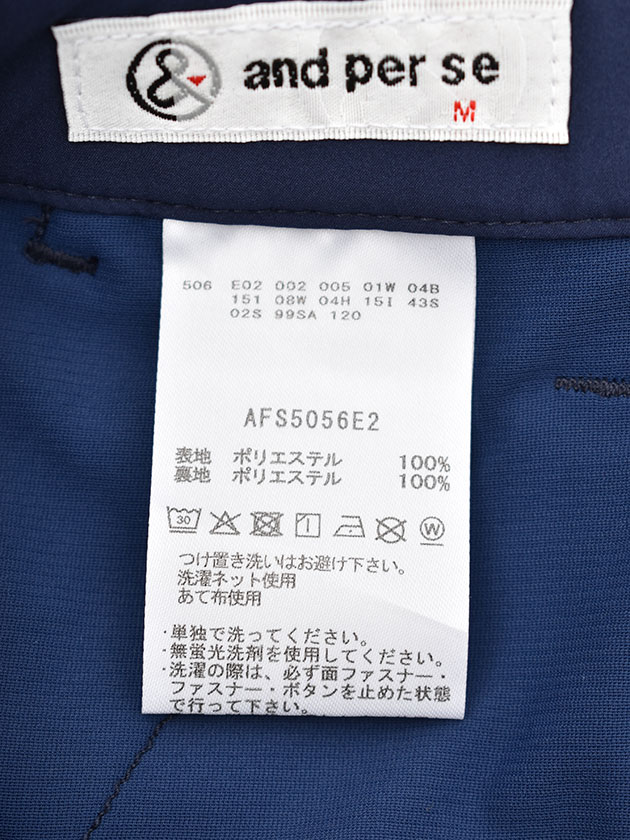 & and per se
M
506 E02 002 005 01W 04B
151 08W 04H 15I 43S
02S 99SA 120
AFS5056E2
表地 ポリエステル 100%
裏地 ポリエステル 100%
30 W
つけ置き洗いはお避け下さい。
洗濯ネット使用
あて布使用
・単独で洗ってください。
・無蛍光洗剤を使用してください。
・洗濯の際は、必ず面ファスナー・
ファスナー・ボタンを止めた状態
で行って下さい。